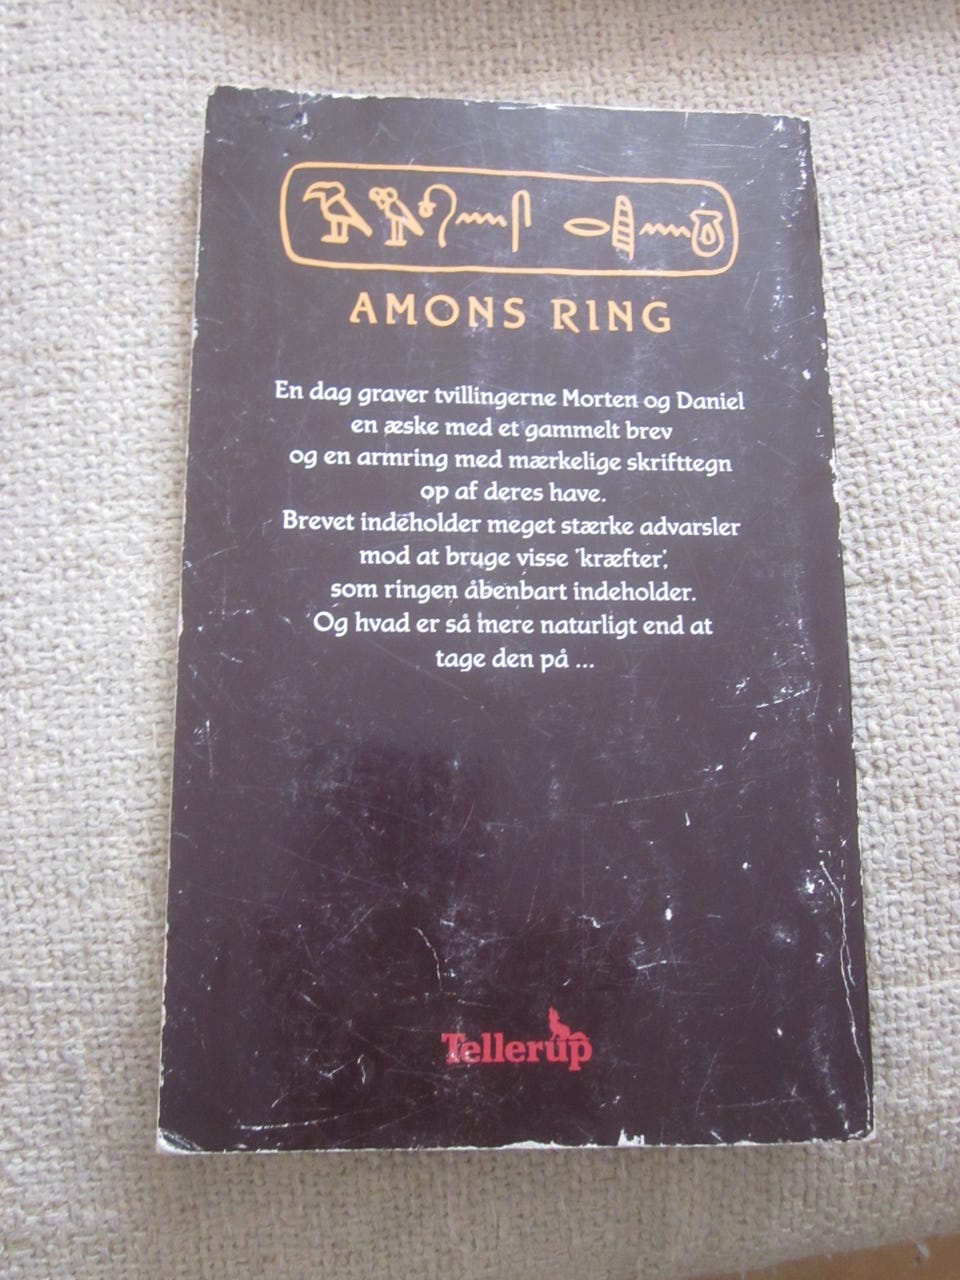 AMONS RING
En dag graver tvillingerne Morten og Daniel
en æske med et gammelt brev
og en armring med mærkelige skrifttegn
op af deres have.
Brevet indeholder meget stærke advarsler
mod at bruge visse 'kræfter',
som ringen åbenbart indeholder.
Og hvad er så mere naturligt end at
tage den på ...
Tellerup